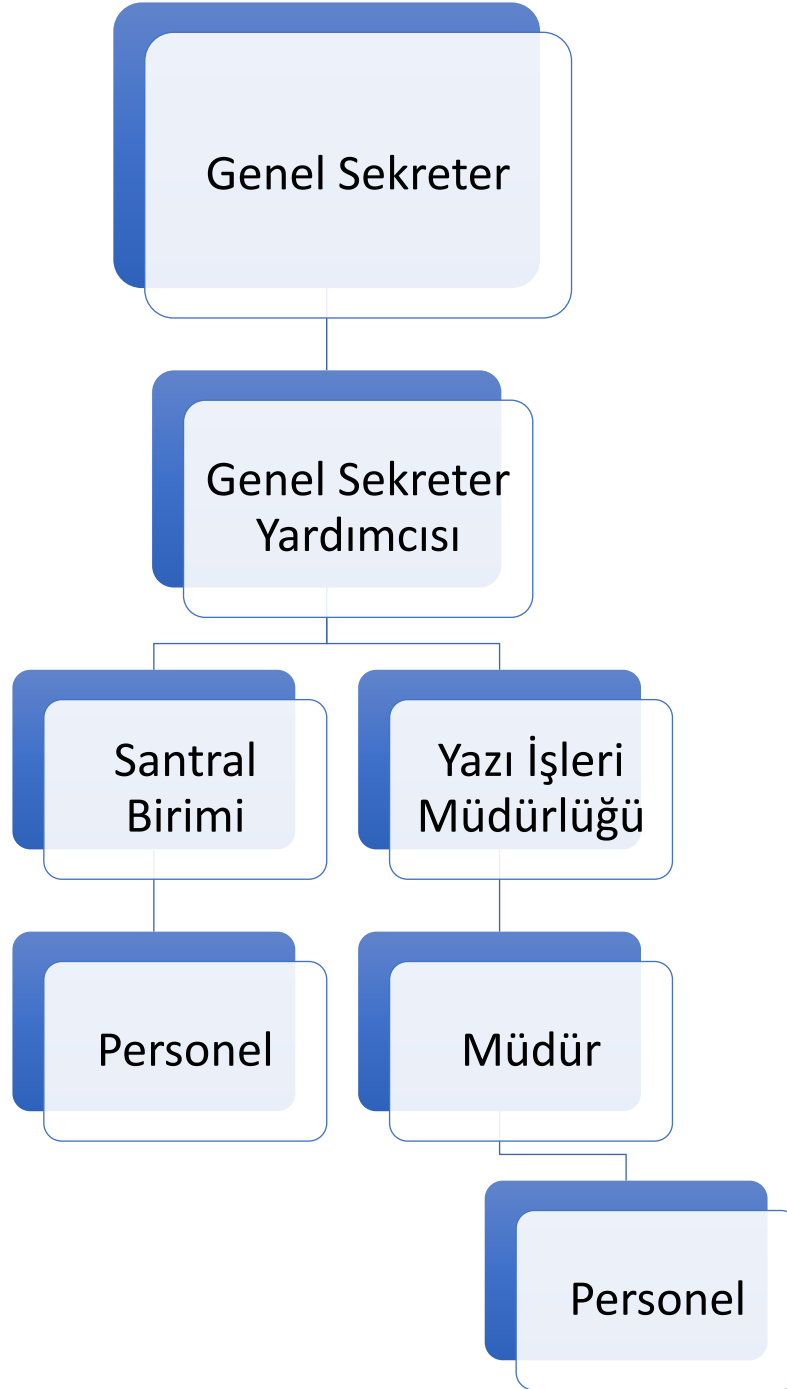 Genel Sekreter
Genel Sekreter
Yardımcısı
Santral
Birimi
Yazı İşleri
Müdürlüğü
Personel
Müdür
Personel